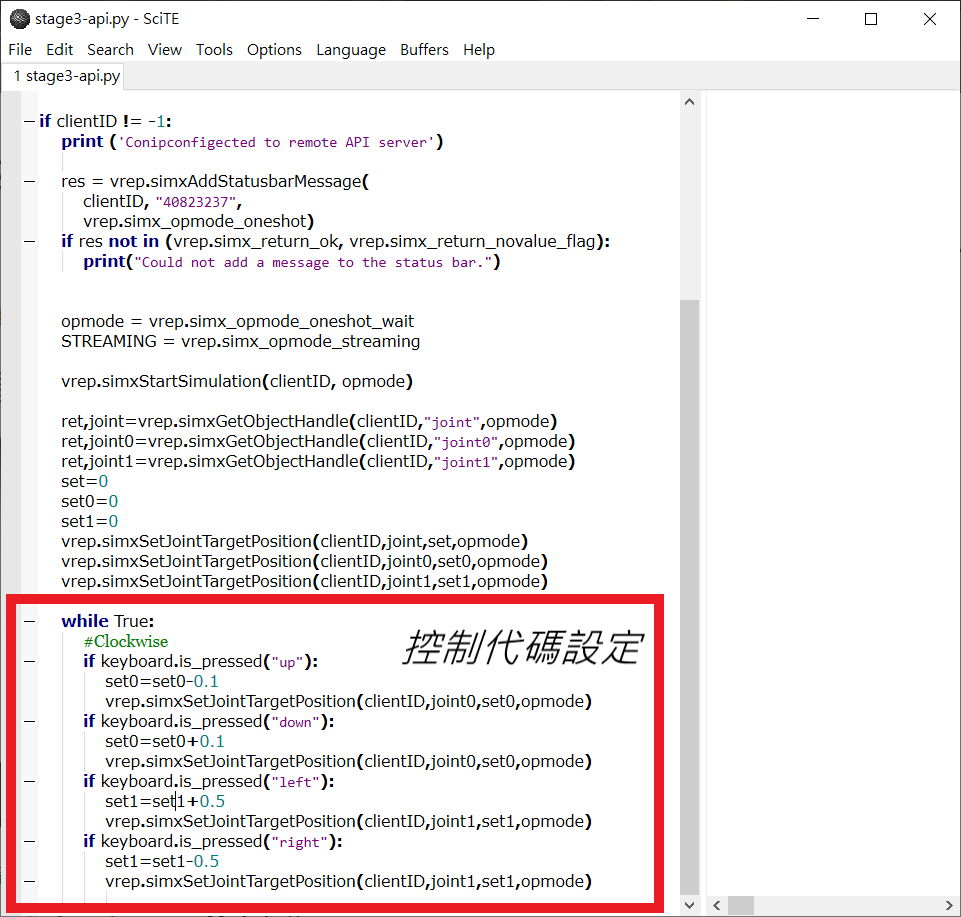 stage3-api.py - SciTE
File Edit Search View Tools Options Language Buffers Help
1 stage3-api.py
if clientID != -1:
print ('Conipconfigected to remote API server')
res = vrep.simxAddStatusbarMessage(
clientID, "40823237",
vrep.simx_opmode_oneshot)
if res not in (vrep.simx_return_ok, vrep.simx_return_novalue_flag):
print("Could not add a message to the status bar.")
opmode = vrep.simx_opmode_oneshot_wait
STREAMING = vrep.simx_opmode_streaming
vrep.simxStartSimulation(clientID, opmode)
ret,joint=vrep.simxGetObjectHandle(clientID,"joint",opmode)
ret,joint0=vrep.simxGetObjectHandle(clientID,"joint0",opmode)
ret,joint1=vrep.simxGetObjectHandle(clientID,"joint1",opmode)
set=0
set0=0
set1=0
vrep.simxSetJointTargetPosition(clientID,joint,set,opmode)
vrep.simxSetJointTargetPosition(clientID,joint0,set0,opmode)
vrep.simxSetJointTargetPosition(clientID,joint1,set1,opmode)
while True:
#Clockwise
控制代碼設定
if keyboard.is_pressed("up"):
set0=set0-0.1
vrep.simxSetJointTargetPosition(clientID,joint0,set0,opmode)
if keyboard.is_pressed("down"):
set0=set0+0.1
vrep.simxSetJointTargetPosition(clientID,joint0,set0,opmode)
if keyboard.is_pressed("left"):
set1=set1+0.5
vrep.simxSetJointTargetPosition(clientID,joint1,set1,opmode)
if keyboard.is_pressed("right"):
set1=set1-0.5
vrep.simxSetJointTargetPosition(clientID,joint1,set1,opmode)